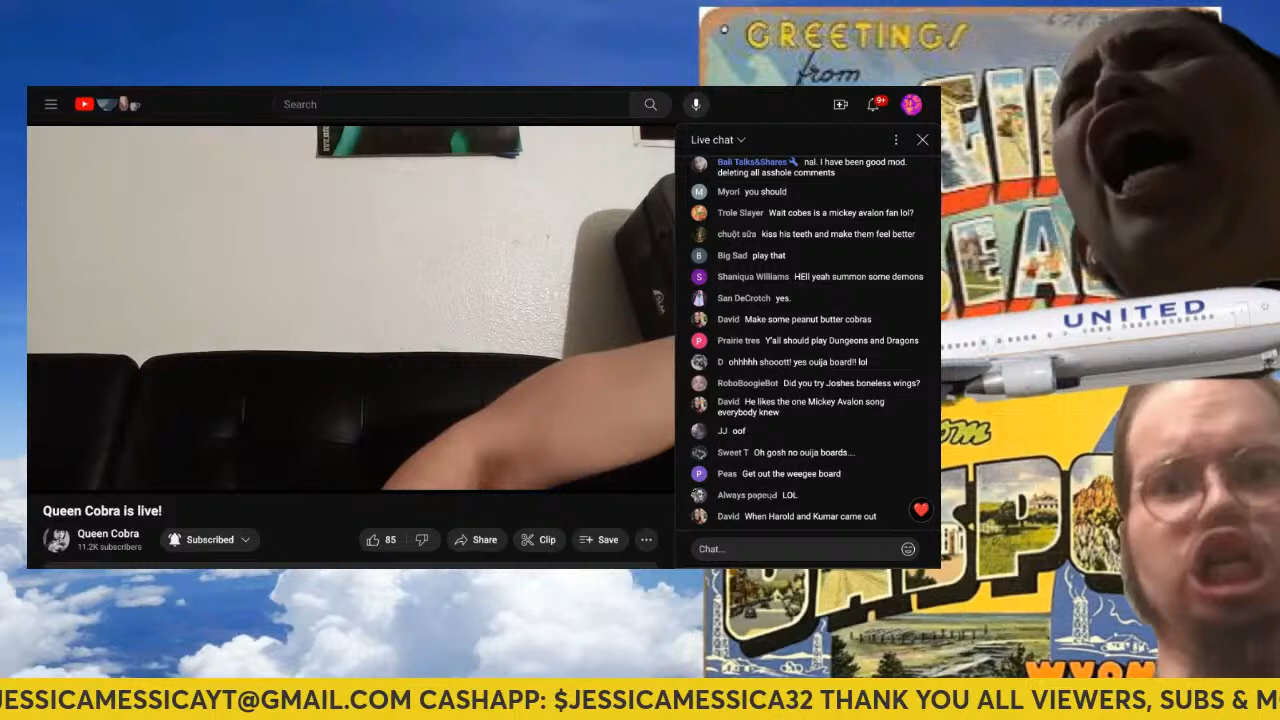 GREETINGS
from
UNITED
Search
9+
Live chat
Bali Talks&Shares nal. I have been good mod.
deleting all asshole comments
M Myori you should
Trole Slayer Wait cobes is a mickey avalon fan lol?
chuột sữa kiss his teeth and make them feel better
B Big Sad play that
S Shaniqua Williams HEll yeah summon some demons
San DeCrotch yes.
David Make some peanut butter cobras
P Prairie tres Y'all should play Dungeons and Dragons
D ohhhhh shooott! yes ouija board!! lol
RoboBoogieBot Did you try Joshes boneless wings?
David He likes the one Mickey Avalon song
everybody knew
JJ oof
Sweet T Oh gosh no ouija boards....
P Peas Get out the weegee board
Always popeyd LOL
David When Harold and Kumar came out
Chat...
Queen Cobra is live!
Queen Cobra
11.2K subscribers
Subscribed
85
Share
Clip
Save
WYOM
JESSICAMESSICAYT@GMAIL.COM CASHAPP: $JESSICAMESSICA32 THANK YOU ALL VIEWERS, SUBS & M